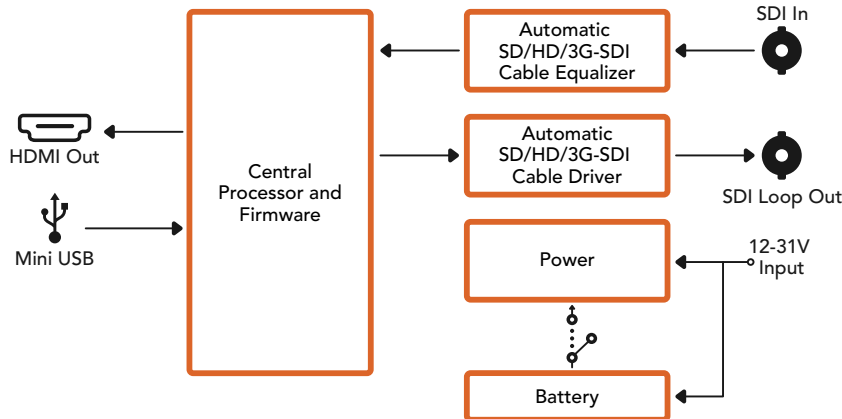 SDI In
Automatic
SD/HD/3G-SDI
Cable Equalizer
HDMI Out
Central
Processor and
Firmware
Automatic
SD/HD/3G-SDI
Cable Driver
SDI Loop Out
Mini USB
Power
12-31V
Input
Battery